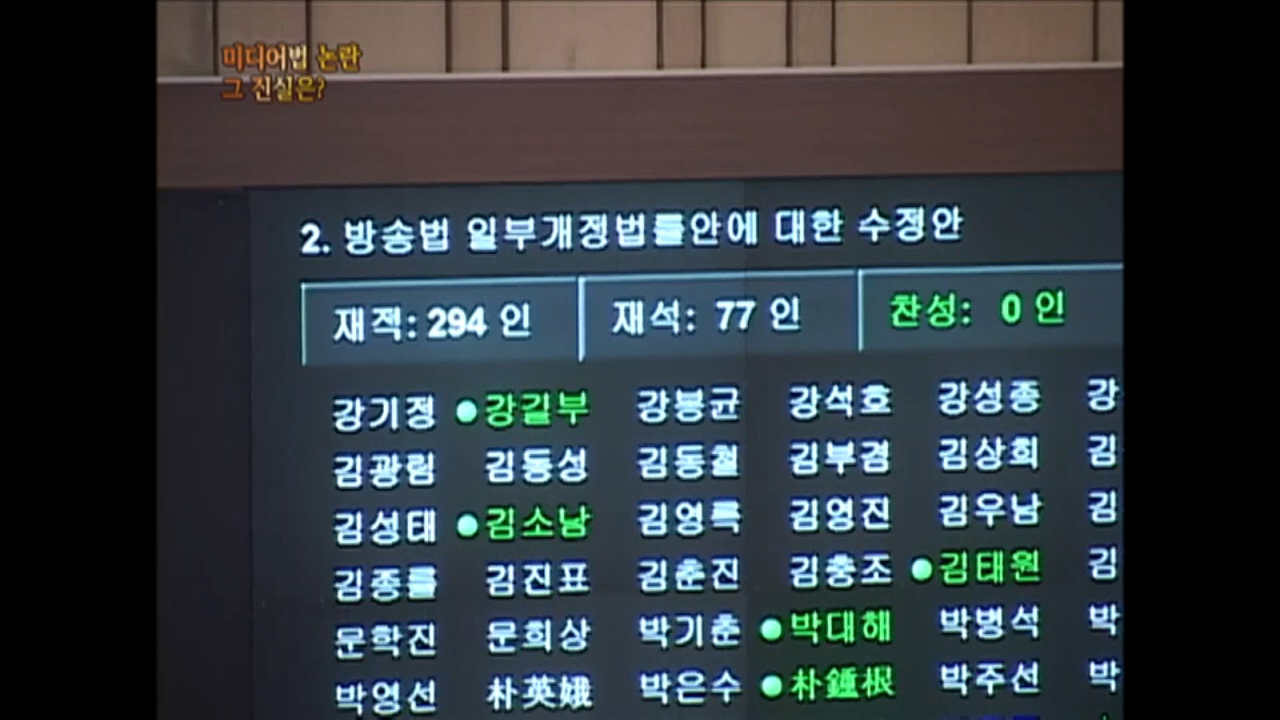 미디어법 논란
그 진실은?
2. 방송법 일부개정법률안에 대한 수정안
재적: 294 인 재석: 77 인 찬성: 0 인
강기정 강길부 강봉균 강석호 강성종 강
김광림 김동성 김동철 김부겸 김상희 김
김성태 김소남 김영록 김영진 김우남 김
김종률 김진표 김춘진 김충조 김태원 김
문학진 문희상 박기춘 박대해 박병석 박
박영선 朴英娥 박은수 朴鍾根 박주선 박